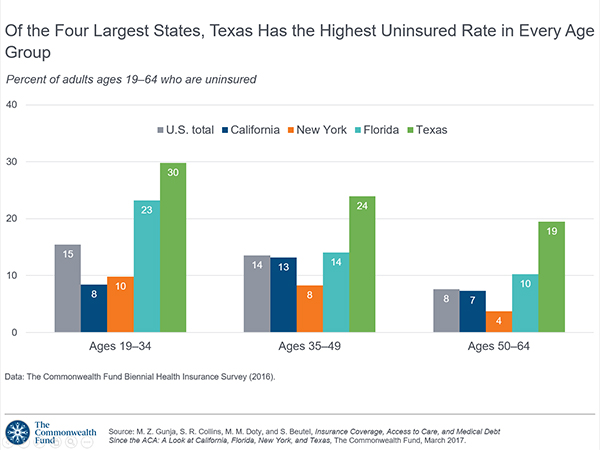 Of the Four Largest States, Texas Has the Highest Uninsured Rate in Every Age
Group
Percent of adults ages 19–64 who are uninsured
40
U.S. total California New York Florida Texas
30
30
24
23
20
19
15
14 13 14
10
10
10
8
8
8 7
4
0
Ages 19–34 Ages 35–49 Ages 50–64
Data: The Commonwealth Fund Biennial Health Insurance Survey (2016).
The
Commonwealth
Fund
Source: M. Z. Gunja, S. R. Collins, M. M. Doty, and S. Beutel, Insurance Coverage, Access to Care, and Medical Debt
Since the ACA: A Look at California, Florida, New York, and Texas, The Commonwealth Fund, March 2017.